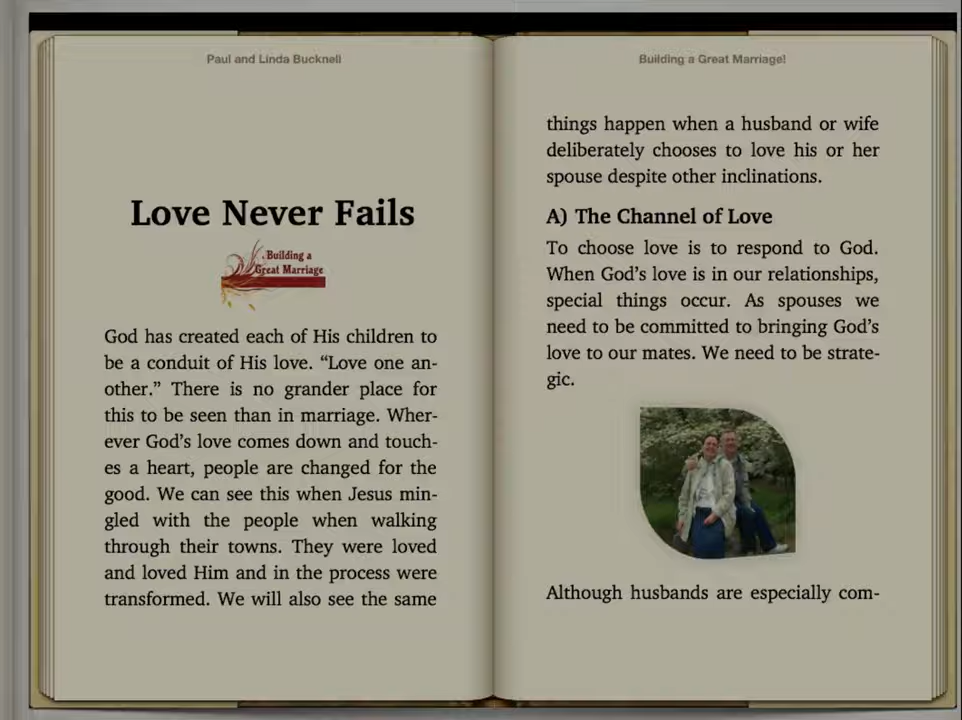 Paul and Linda Bucknell
Love Never Fails
Building a
Great Marriage
God has created each of His children to
be a conduit of His love. “Love one an-
other.” There is no grander place for
this to be seen than in marriage. Wher-
ever God’s love comes down and touch-
es a heart, people are changed for the
good. We can see this when Jesus min-
gled with the people when walking
through their towns. They were loved
and loved Him and in the process were
transformed. We will also see the same
Building a Great Marriage!
things happen when a husband or wife
deliberately chooses to love his or her
spouse despite other inclinations.
A) The Channel of Love
To choose love is to respond to God.
When God’s love is in our relationships,
special things occur. As spouses we
need to be committed to bringing God’s
love to our mates. We need to be strate-
gic.
Although husbands are especially com-